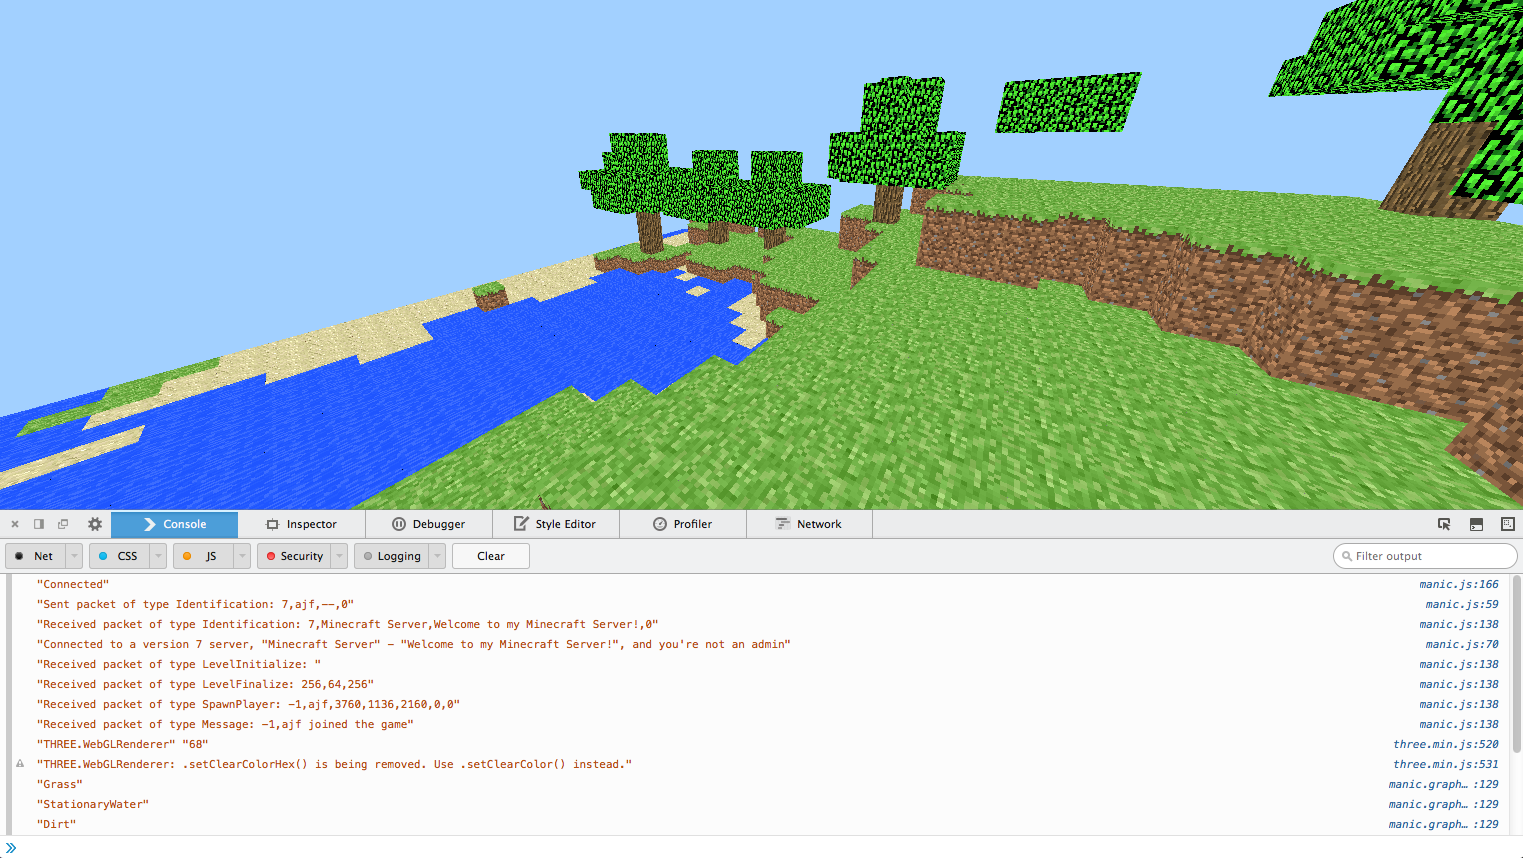 Console Inspector Debugger Style Editor Profiler Network
Net CSS JS Security Logging Clear Filter output
"Connected" manic.js:166
"Sent packet of type Identification: 7,ajf,--,0" manic.js:59
"Received packet of type Identification: 7,Minecraft Server,Welcome to my Minecraft Server!,0" manic.js:138
"Connected to a version 7 server, "Minecraft Server" - "Welcome to my Minecraft Server!", and you're not an admin" manic.js:70
"Received packet of type LevelInitialize: " manic.js:138
"Received packet of type LevelFinalize: 256,64,256" manic.js:138
"Received packet of type SpawnPlayer: -1,ajf,3760,1136,2160,0,0" manic.js:138
"Received packet of type Message: -1,ajf joined the game" manic.js:138
"THREE.WebGLRenderer" "68" three.min.js:520
"THREE.WebGLRenderer: .setClearColorHex() is being removed. Use .setClearColor() instead." three.min.js:531
"Grass" manic.graph… :129
"StationaryWater" manic.graph… :129
"Dirt" manic.graph… :129